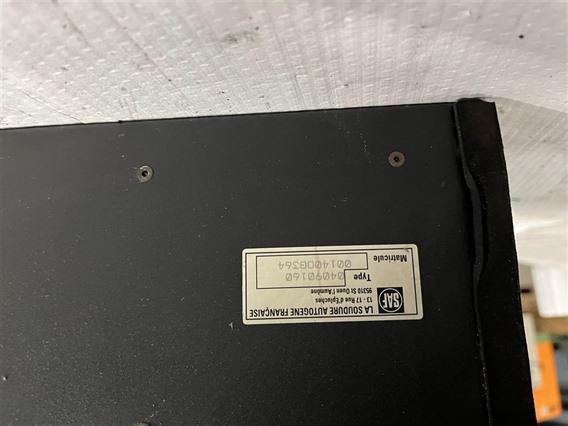 LA SOUDURE AUTOGENE FRANÇAISE
SAF
13 - 17 Rue d'Epluches
95310 St Ouen l'Aumône
Type
04090160
Matricule
001400B364